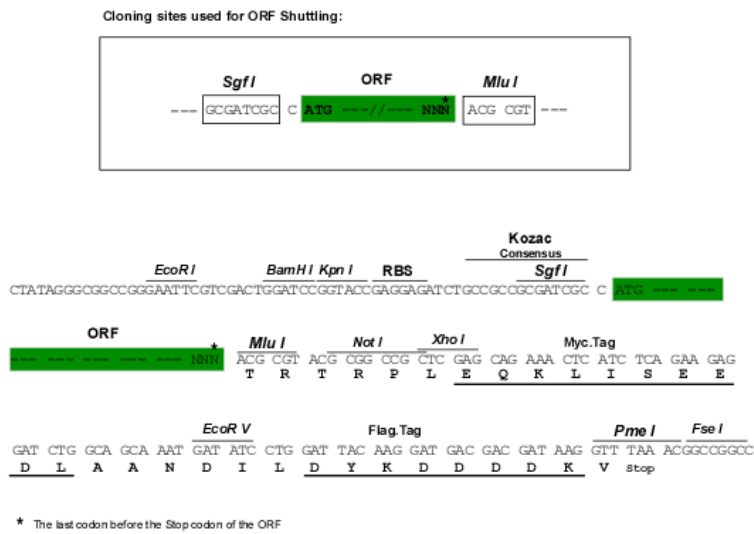 Cloning sites used for ORF Shuttling:
Sgf I ORF Mlu I
--- GCGATCGC C ATG ---//--- NNN* ACG CGT ---
Kozac
Consensus
EcoR I BamH I Kpn I RBS Sgf I
CTATAGGGCGGCCGGGAATTCGTCGACTGGATCCGGTACCGAGGAGATCTGCCGCCGCGATCGC C ATG --- ---
ORF Mlu I Not I Xho I Myc.Tag
--- --- --- --- --- NNN* ACG CGT ACG CGG CCG CTC GAG CAG AAA CTC ATC TCA GAA GAG
T R T R P L E Q K L I S E E
EcoR V Flag.Tag Pme I Fse I
GAT CTG GCA GCA AAT GAT ATC CTG GAT TAC AAG GAT GAC GAC GAT AAG GTT TAA ACGGCCGGCC
D L A A N D I L D Y K D D D D K V Stop
* The last codon before the Stop codon of the ORF